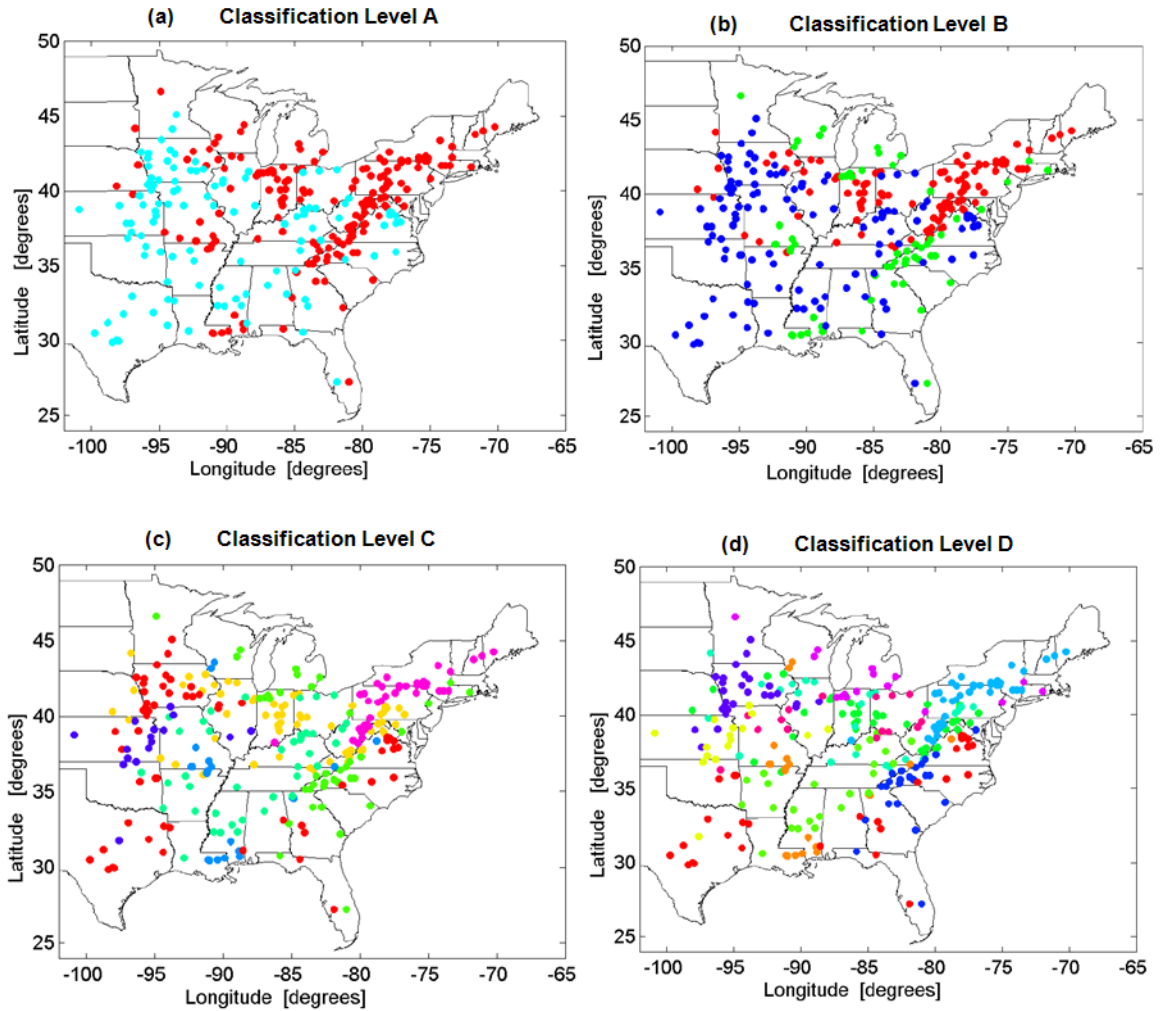 (a) Classification Level A
50
45
40
35
30
25
Latitude [degrees]
-100 -95 -90 -85 -80 -75 -70 -65
Longitude [degrees]
(b) Classification Level B
50
45
40
35
30
25
Latitude [degrees]
-100 -95 -90 -85 -80 -75 -70 -65
Longitude [degrees]
(c) Classification Level C
50
45
40
35
30
25
Latitude [degrees]
-100 -95 -90 -85 -80 -75 -70 -65
Longitude [degrees]
(d) Classification Level D
50
45
40
35
30
25
Latitude [degrees]
-100 -95 -90 -85 -80 -75 -70 -65
Longitude [degrees]